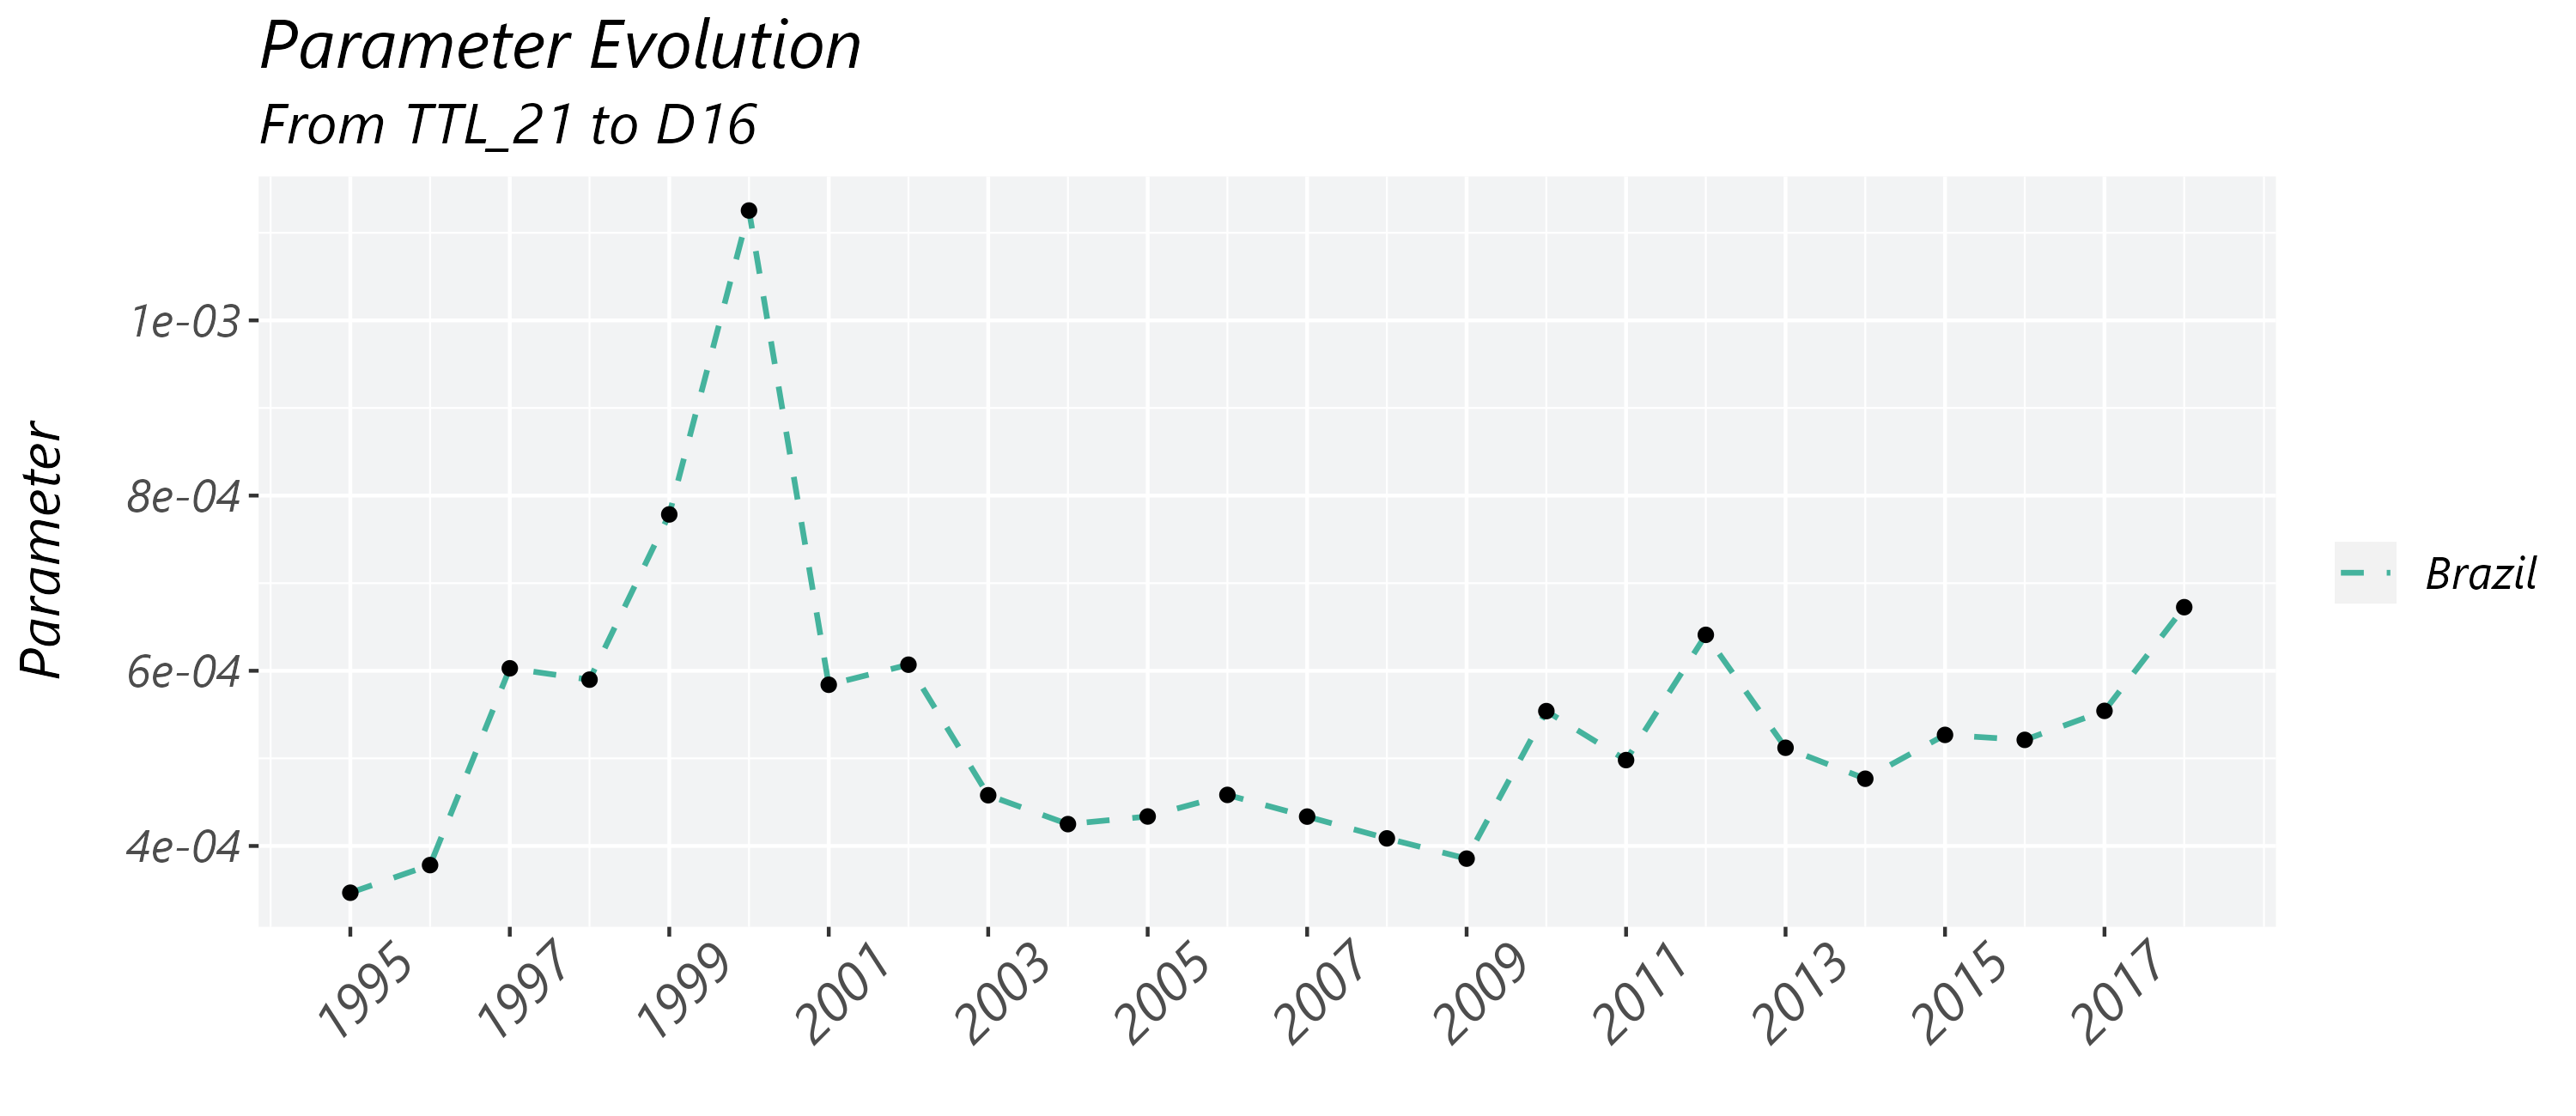 Parameter Evolution
From TTL_21 to D16
Parameter
1e-03
8e-04
6e-04
4e-04
1995
1997
1999
2001
2003
2005
2007
2009
2011
2013
2015
2017
Brazil